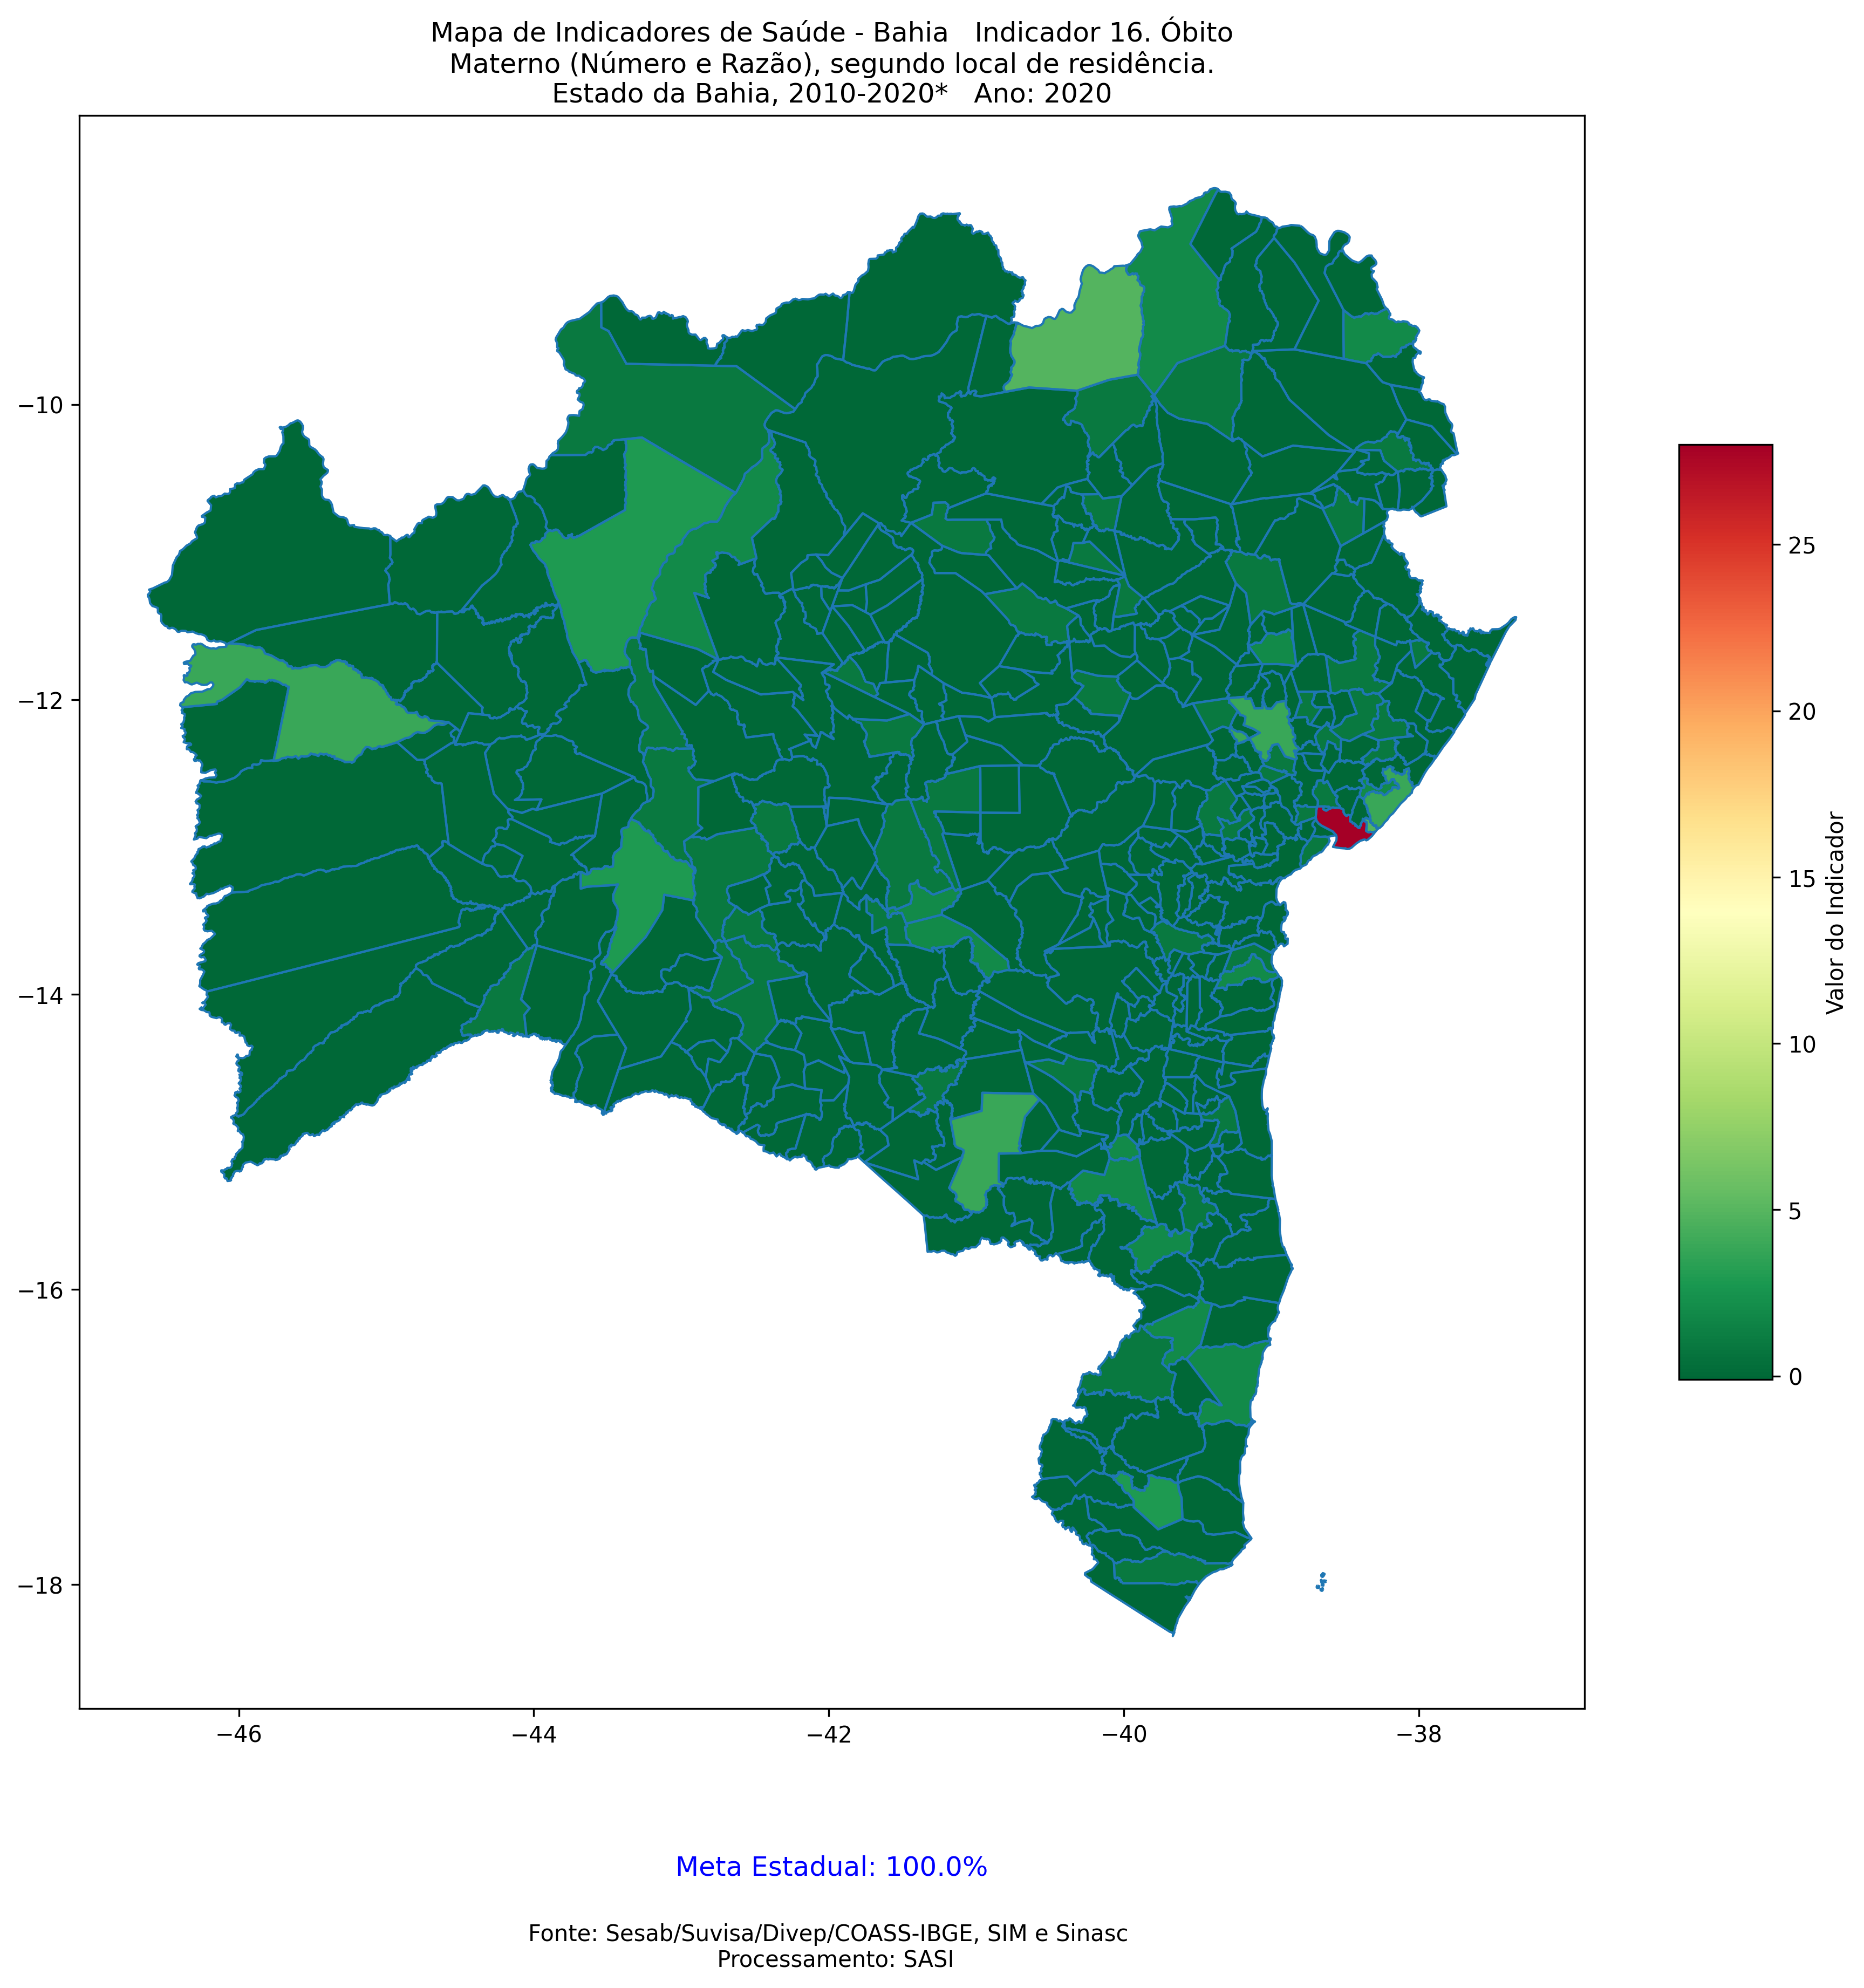 Mapa de Indicadores de Saúde - Bahia   Indicador 16. Óbito
Materno (Número e Razão), segundo local de residência.
Estado da Bahia, 2010-2020*   Ano: 2020
−10
−12
−14
−16
−18
−46
−44
−42
−40
−38
25
20
15
10
5
0
Valor do Indicador
Meta Estadual: 100.0%
Fonte: Sesab/Suvisa/Divep/COASS-IBGE, SIM e Sinasc
Processamento: SASI